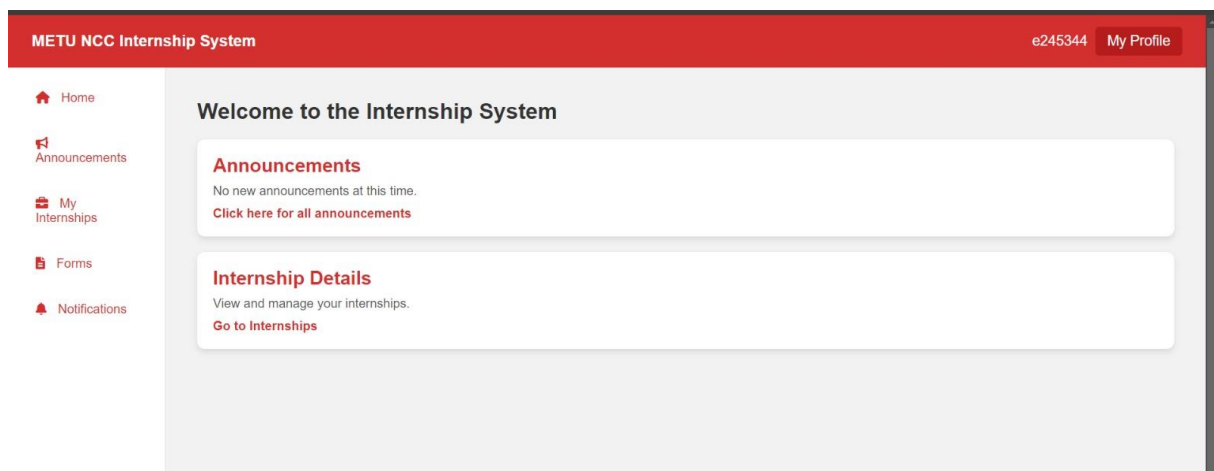 METU NCC Internship System
e245344 My Profile
Home
Announcements
My
Internships
Forms
Notifications
Welcome to the Internship System
Announcements
No new announcements at this time.
Click here for all announcements
Internship Details
View and manage your internships.
Go to Internships